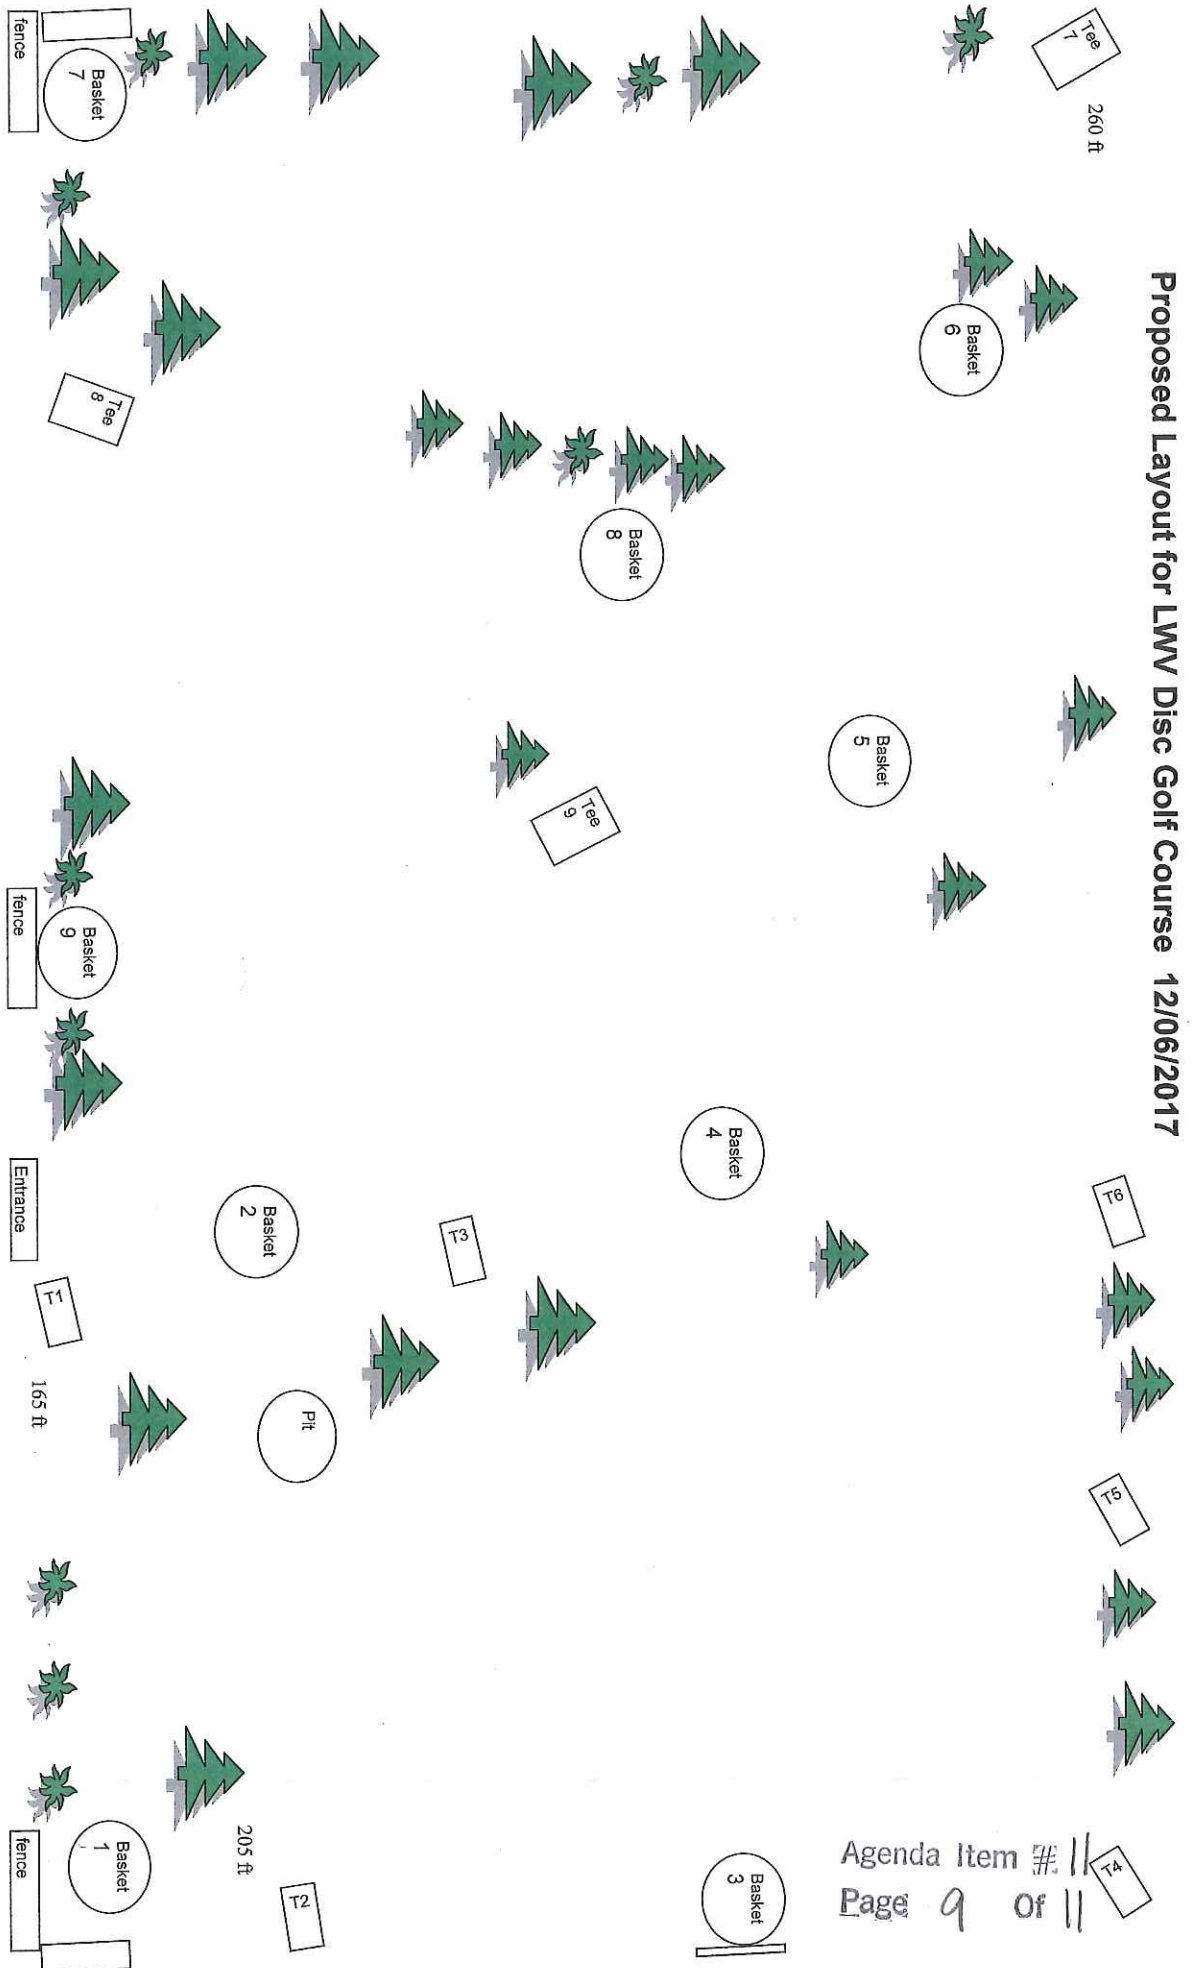 Proposed Layout for LWV Disc Golf Course 12/06/2017
Tee
7
260 ft
Basket
6
T6
T5
T4
Agenda Item # 11
Page 9 Of 11
Basket
5
Basket
4
Basket
3
Basket
8
Tee
9
T3
Basket
2
Pit
205 ft
T2
Basket
7
fence
Tee
8
Basket
9
fence
Entrance
T1
165 ft
Basket
1
fence